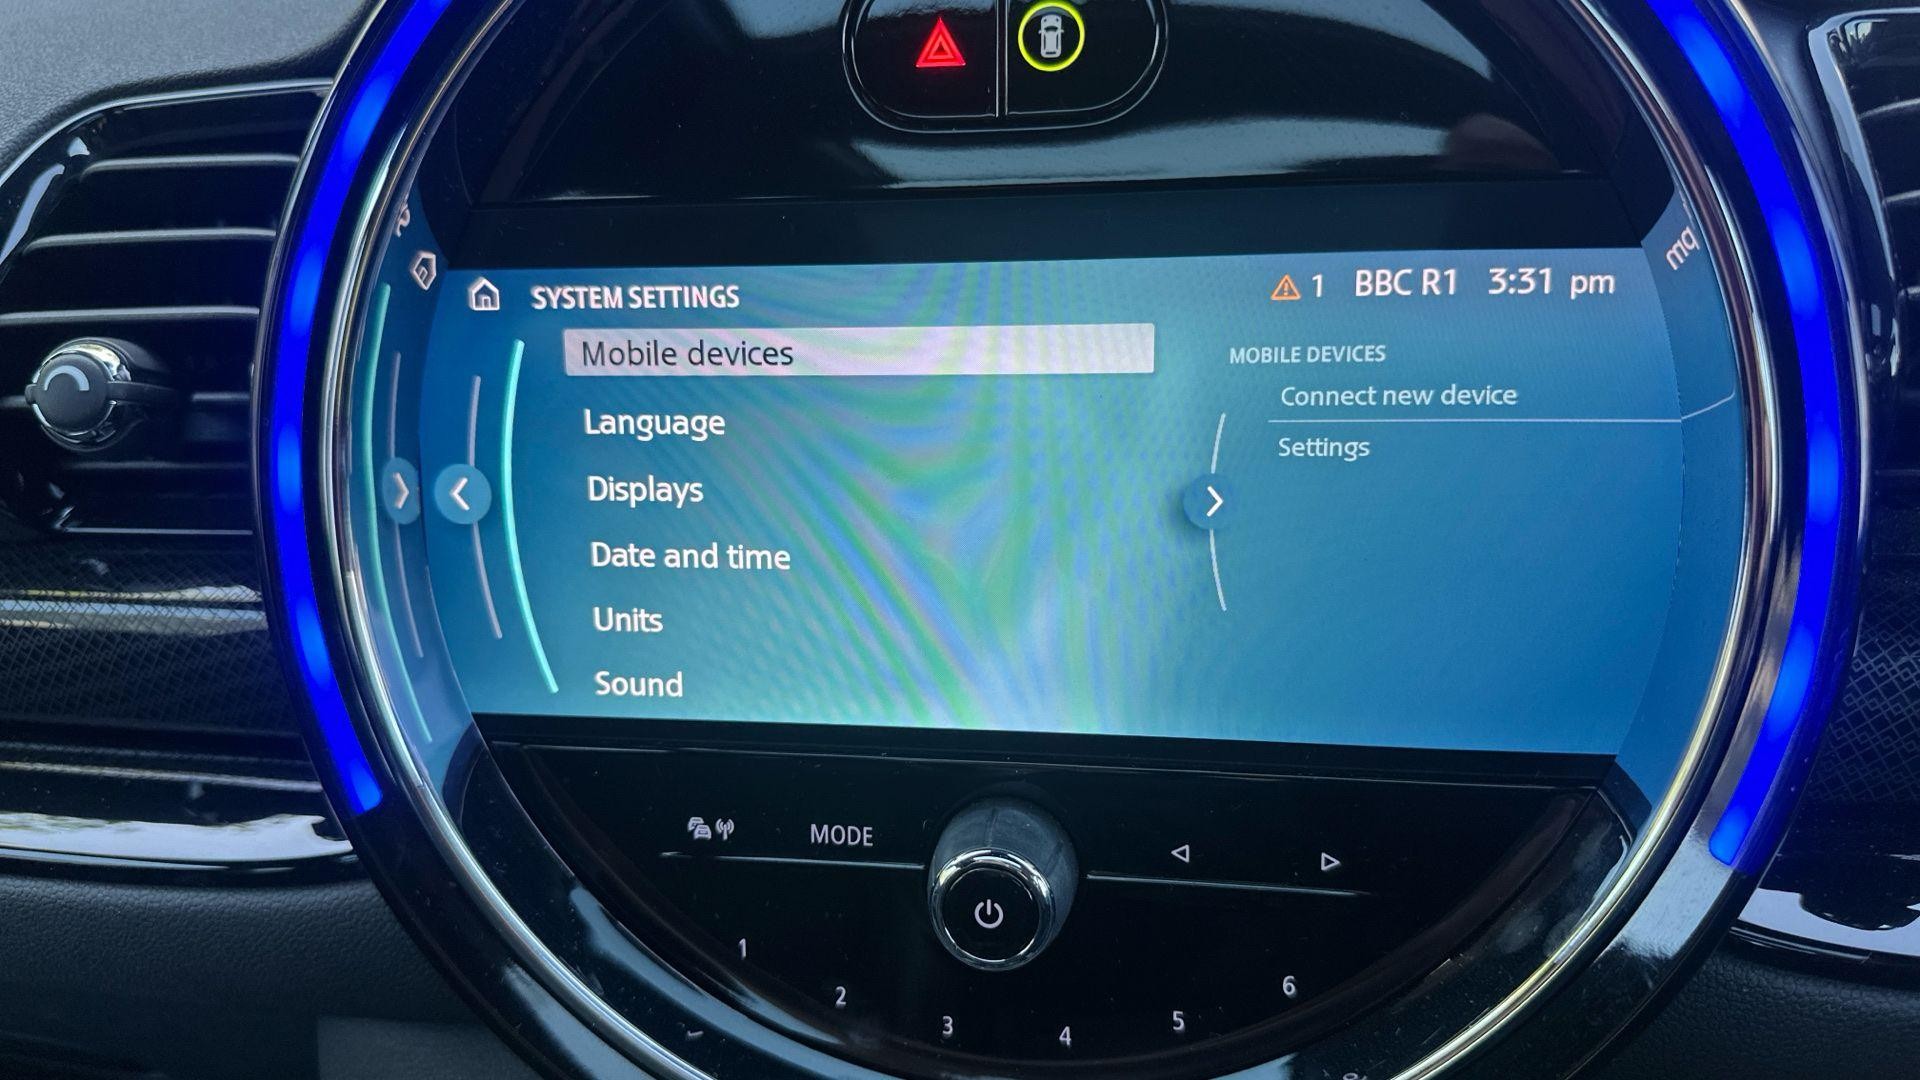 SYSTEM SETTINGS
1 BBC R1 3:31 pm
Mobile devices
Language
Displays
Date and time
Units
Sound
MOBILE DEVICES
Connect new device
Settings
MODE
1 2 3 4 5 6